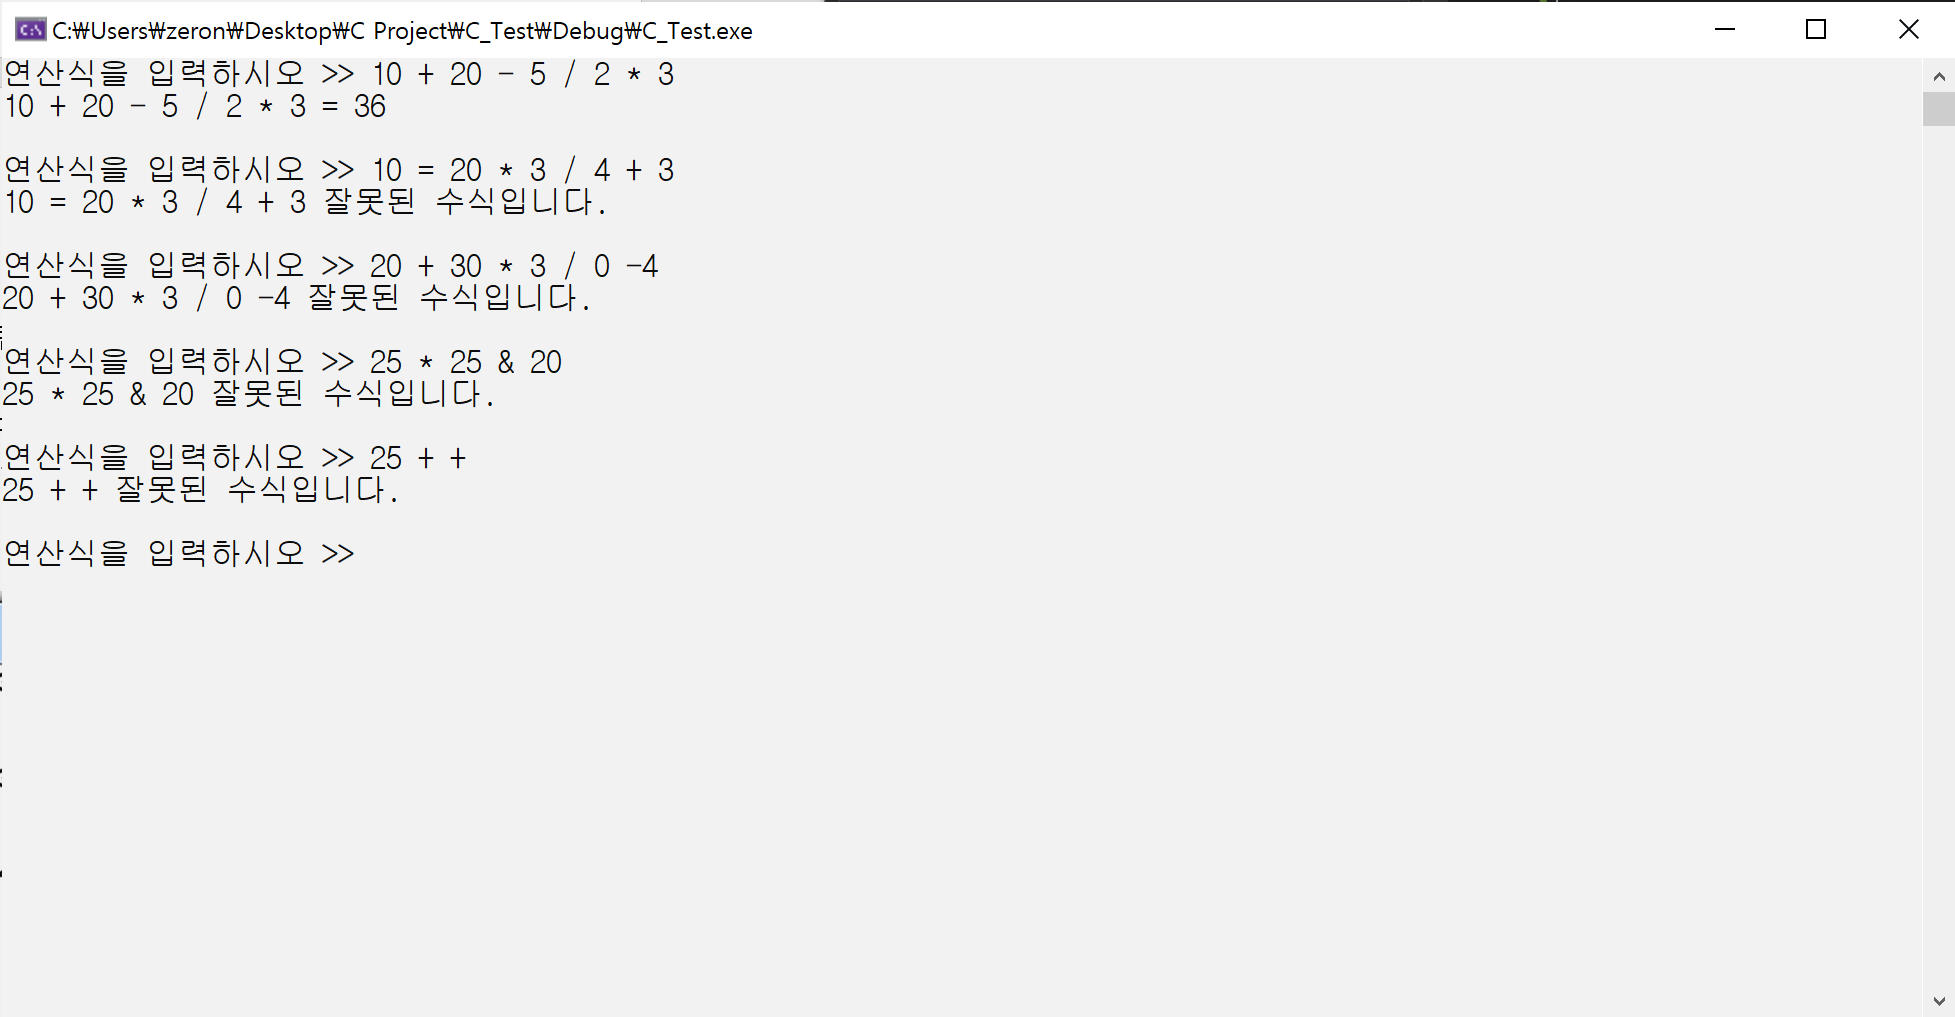 C:₩Users₩zeron₩Desktop₩C Project₩C_Test₩Debug₩C_Test.exe
연산식을 입력하시오 >> 10 + 20 - 5 / 2 * 3
10 + 20 - 5 / 2 * 3 = 36
연산식을 입력하시오 >> 10 = 20 * 3 / 4 + 3
10 = 20 * 3 / 4 + 3 잘못된 수식입니다.
연산식을 입력하시오 >> 20 + 30 * 3 / 0 -4
20 + 30 * 3 / 0 -4 잘못된 수식입니다.
연산식을 입력하시오 >> 25 * 25 & 20
25 * 25 & 20 잘못된 수식입니다.
연산식을 입력하시오 >> 25 + +
25 + + 잘못된 수식입니다.
연산식을 입력하시오 >>